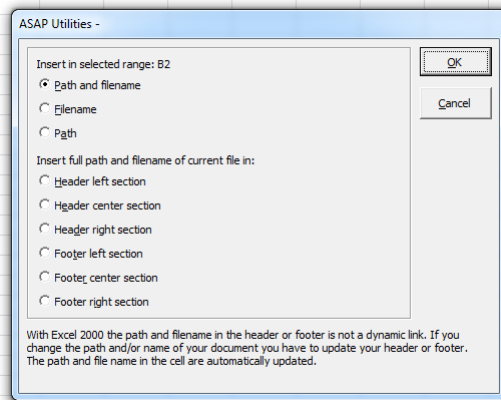 ASAP Utilities -
Insert in selected range: B2
Path and filename
Filename
Path
Insert full path and filename of current file in:
Header left section
Header center section
Header right section
Footer left section
Footer center section
Footer right section
OK
Cancel
With Excel 2000 the path and filename in the header or footer is not a dynamic link. If you
change the path and/or name of your document you have to update your header or footer.
The path and file name in the cell are automatically updated.